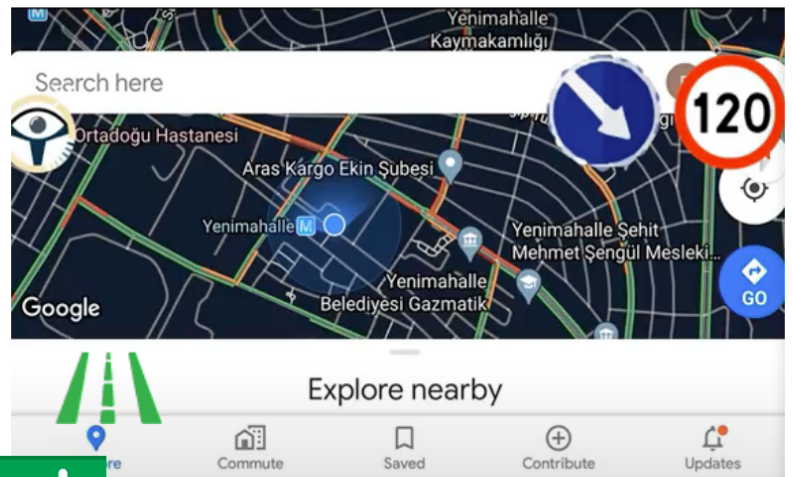 M
Yenimahalle
Kaymakamlığı
Search here
120
Ortadoğu Hastanesi
Aras Kargo Ekin Şubesi
Yenimahalle M
Yenimahalle Şehit
Mehmet Şengül Mesleki...
Yenimahalle
Belediyesi Gazmatik
Google
GO
Explore nearby
Commute
Saved
Contribute
Updates